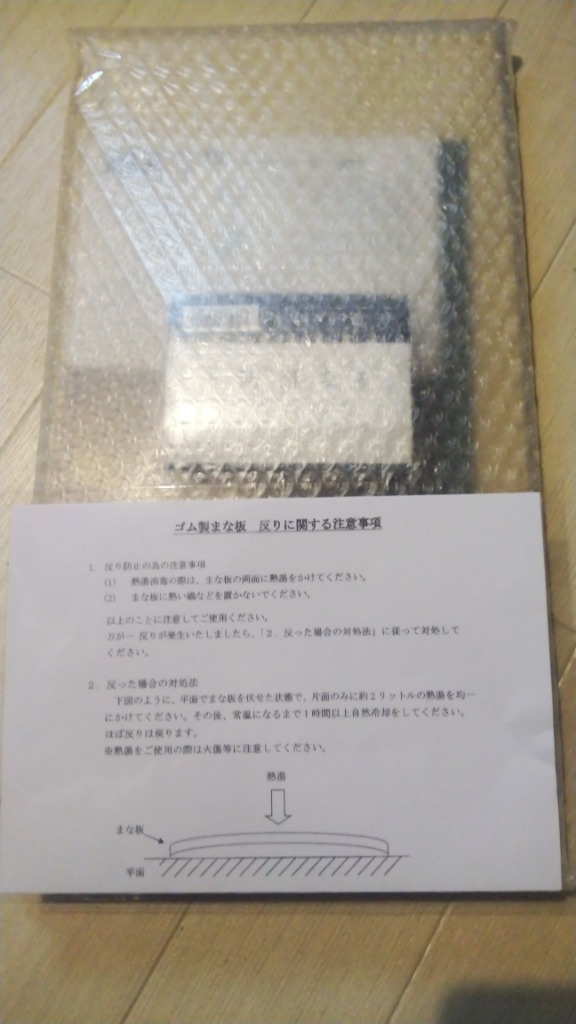 ゴム製まな板 反りに関する注意事項
1. 反り防止の為の注意事項
(1) 熱湯消毒の際は、まな板の両面に熱湯をかけてください。
(2) まな板に熱い鍋などを置かないでください。
以上のことに注意してご使用ください。
万が一 反りが発生いたしましたら、「2. 反った場合の対処法」に従って対処して
ください。
2. 反った場合の対処法
下図のように、平面でまな板を伏せた状態で、片面のみに約2リットルの熱湯を均一
にかけてください。その後、常温になるまで1時間以上自然冷却をしてください。
ほぼ反りは戻ります。
※熱湯をご使用の際は火傷等に注意してください。
熱湯
まな板
平面